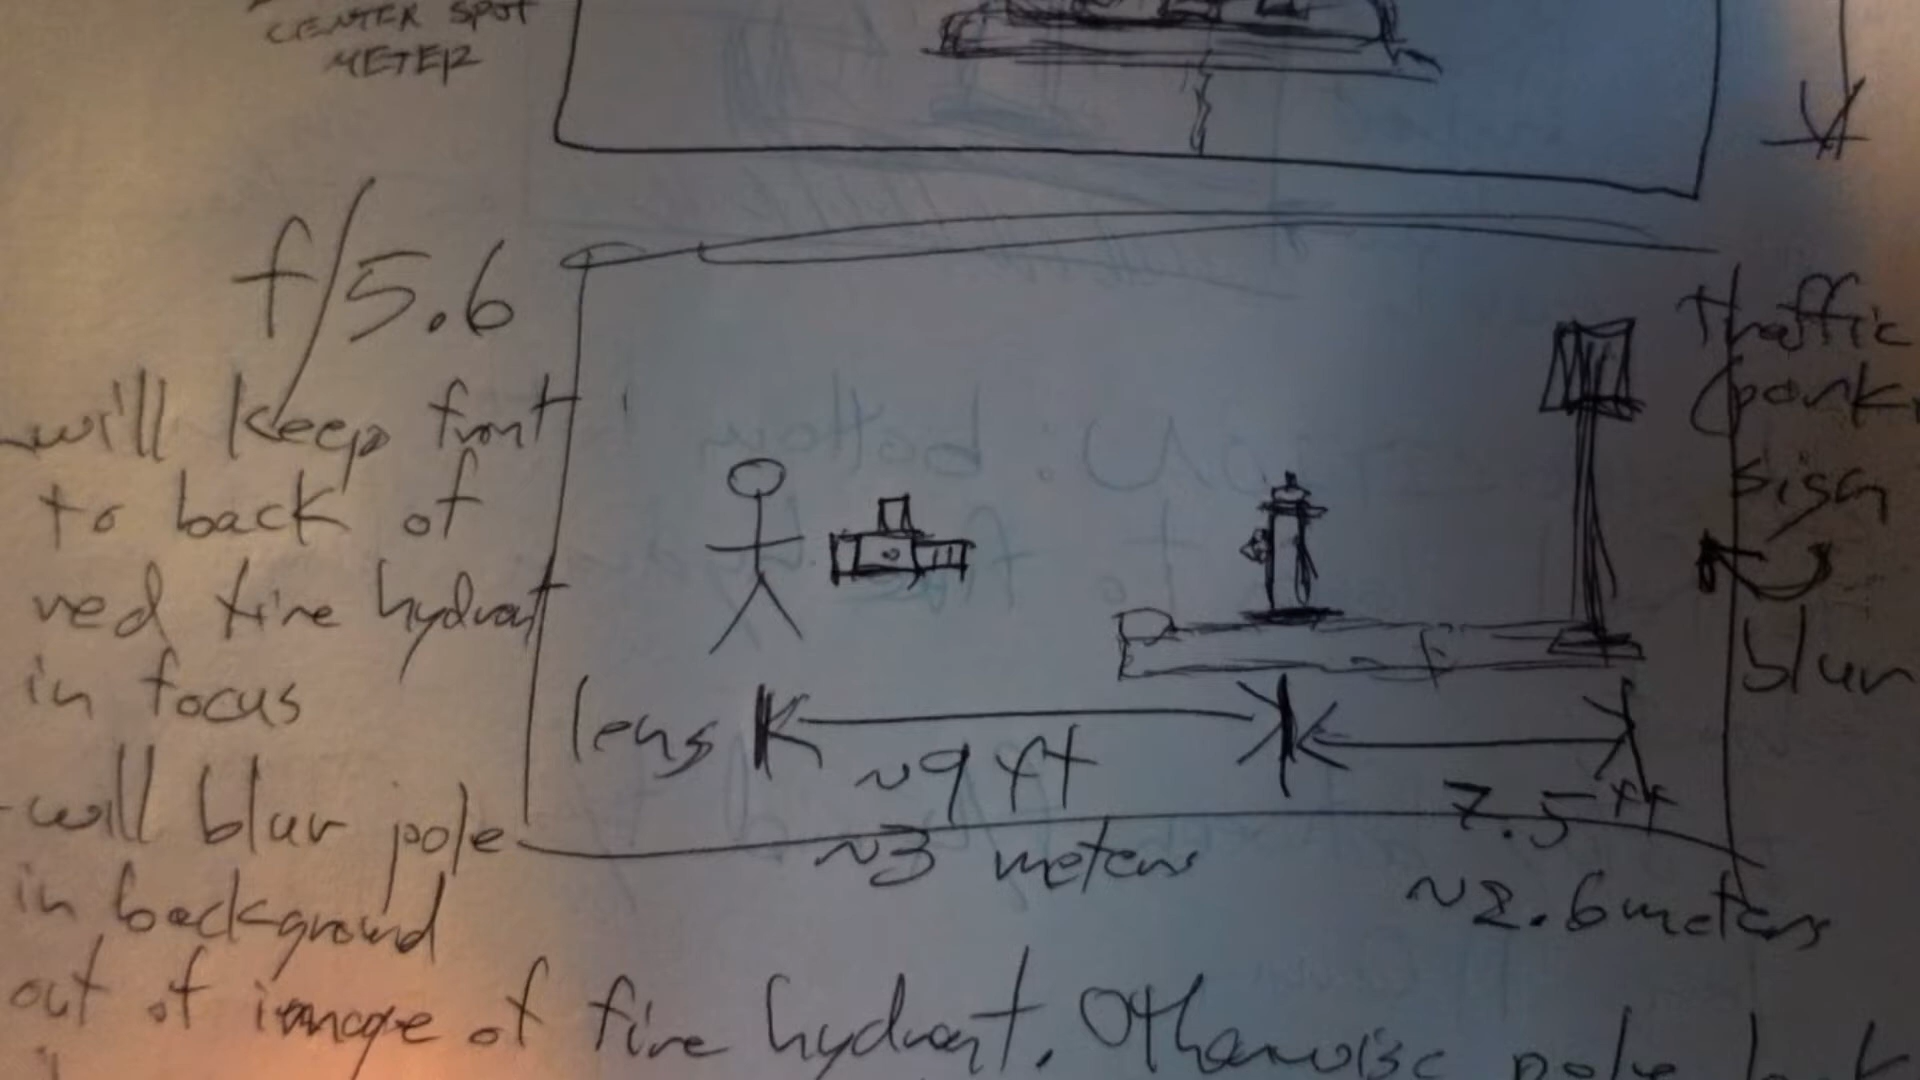 CENTER SPOT
METER
f/5.6
-will keep front
to back of
red fire hydrant
in focus
-will blur pole
in background
out of image of fire hydrant. Otherwise pole
traffic
sign
blur
lens
~9 ft
~3 meters
7.5 ft
~2.6 meters